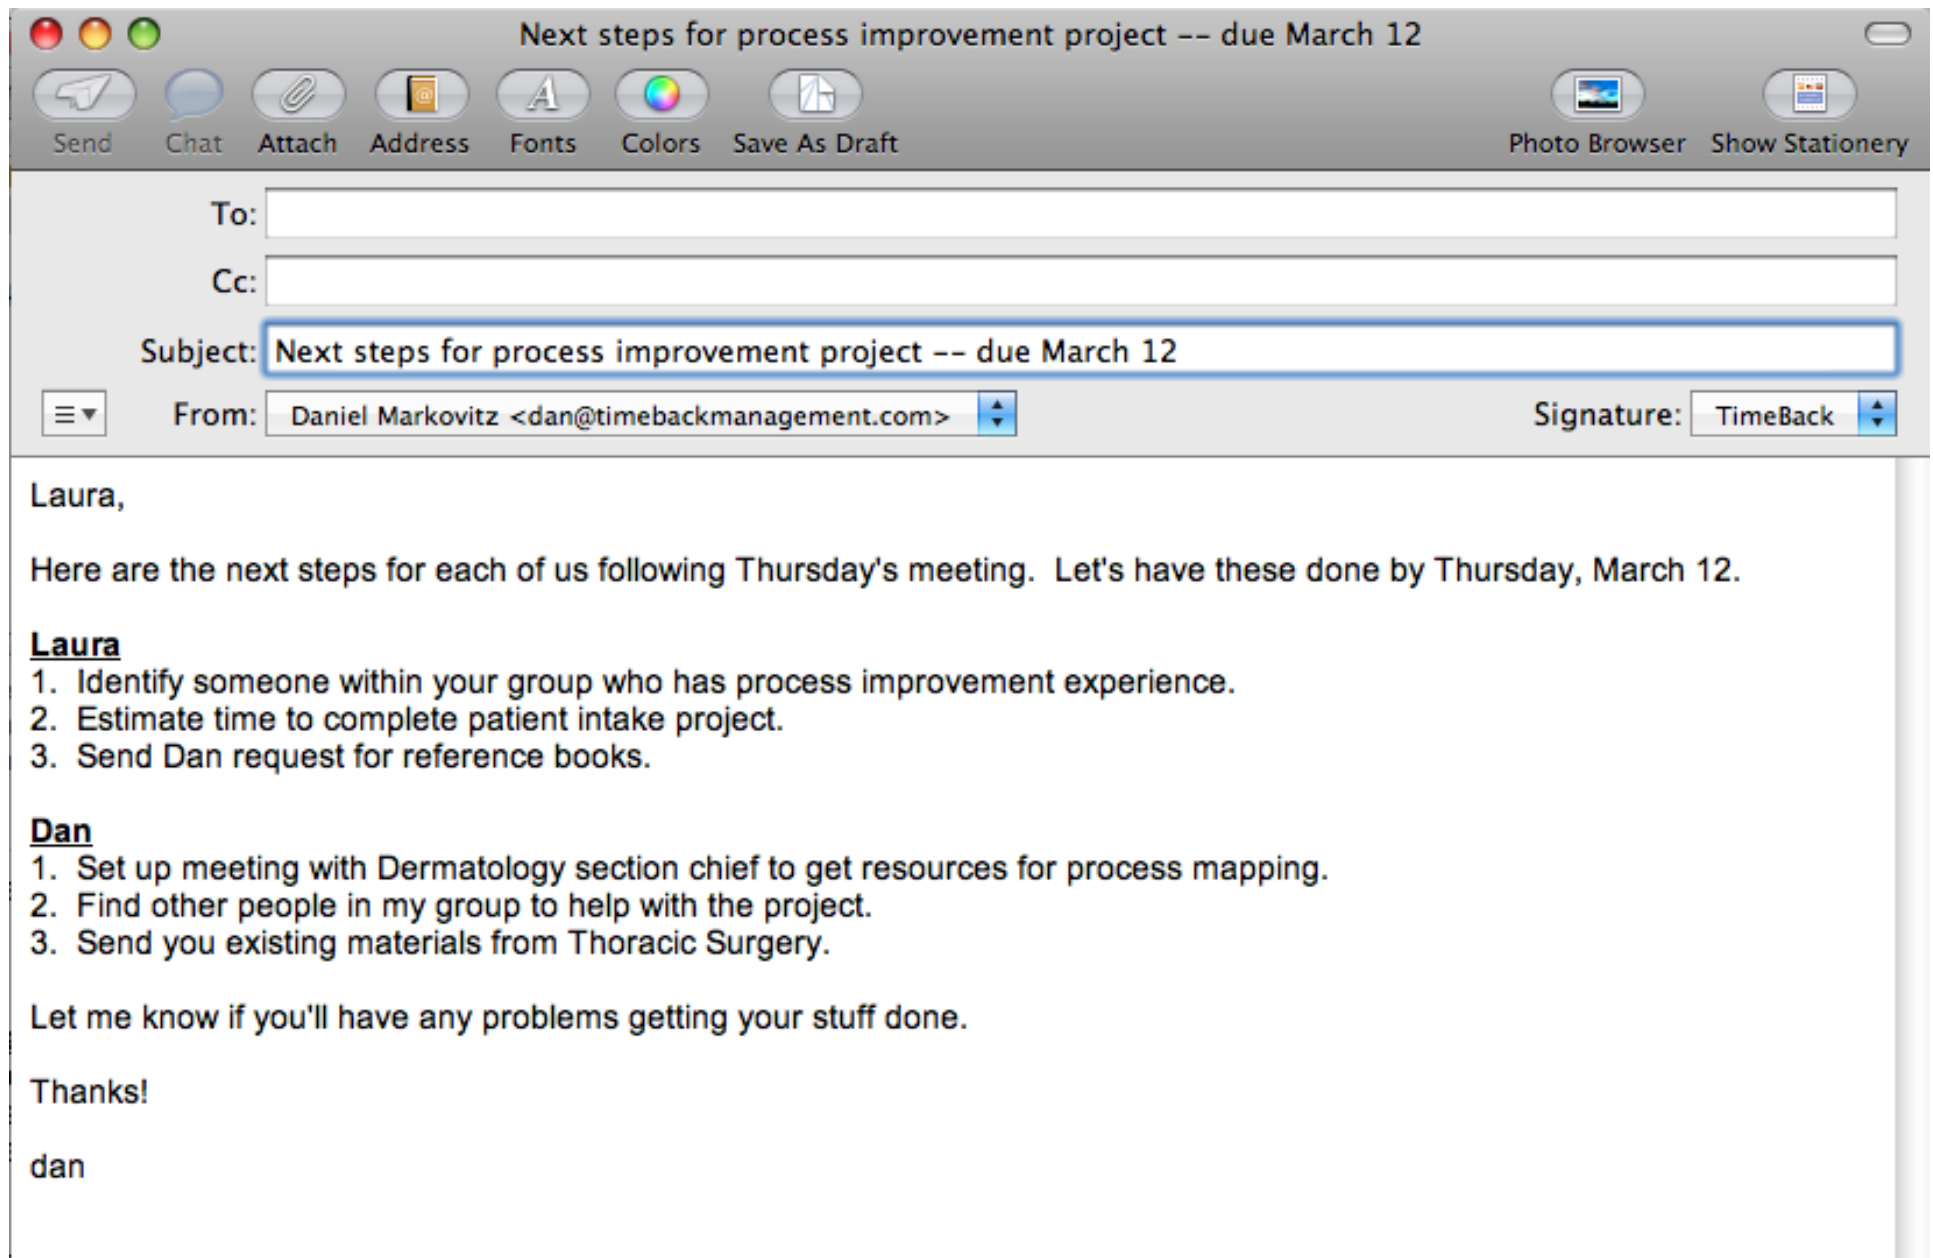 Next steps for process improvement project -- due March 12
Send Chat Attach Address Fonts Colors Save As Draft Photo Browser Show Stationery
To:
Cc:
Subject: Next steps for process improvement project -- due March 12
From: Daniel Markovitz <dan@timebackmanagement.com> Signature: TimeBack
Laura,
Here are the next steps for each of us following Thursday's meeting.  Let's have these done by Thursday, March 12.
Laura
1.  Identify someone within your group who has process improvement experience.
2.  Estimate time to complete patient intake project.
3.  Send Dan request for reference books.
Dan
1.  Set up meeting with Dermatology section chief to get resources for process mapping.
2.  Find other people in my group to help with the project.
3.  Send you existing materials from Thoracic Surgery.
Let me know if you'll have any problems getting your stuff done.
Thanks!
dan